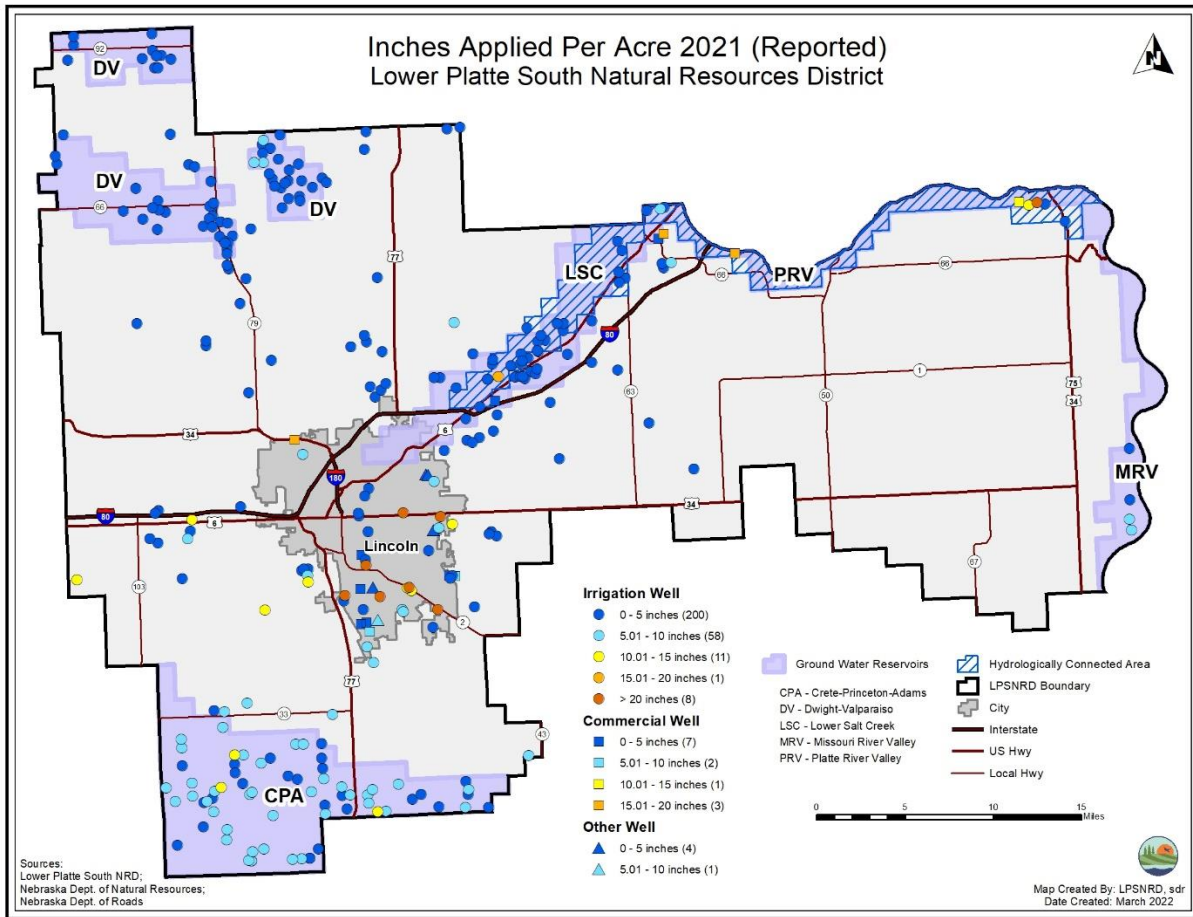 Inches Applied Per Acre 2021 (Reported)
Lower Platte South Natural Resources District
N
92
DV
DV
DV
66
77
79
LSC
PRV
66
66
80
63
1
50
75
34
34
6
180
MRV
80
6
34
Lincoln
103
67
2
77
33
43
CPA
Irrigation Well
0 - 5 inches (200)
5.01 - 10 inches (58)
10.01 - 15 inches (11)
15.01 - 20 inches (1)
> 20 inches (8)
Commercial Well
0 - 5 inches (7)
5.01 - 10 inches (2)
10.01 - 15 inches (1)
15.01 - 20 inches (3)
Other Well
0 - 5 inches (4)
5.01 - 10 inches (1)
Ground Water Reservoirs
CPA - Crete-Princeton-Adams
DV - Dwight-Valparaiso
LSC - Lower Salt Creek
MRV - Missouri River Valley
PRV - Platte River Valley
Hydrologically Connected Area
LPSNRD Boundary
City
Interstate
US Hwy
Local Hwy
0 5 10 15
Miles
Sources:
Lower Platte South NRD;
Nebraska Dept. of Natural Resources;
Nebraska Dept. of Roads
Map Created By: LPSNRD, sdr
Date Created: March 2022